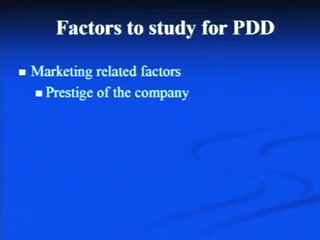 Factors to study for PDD
Marketing related factors
Prestige of the company